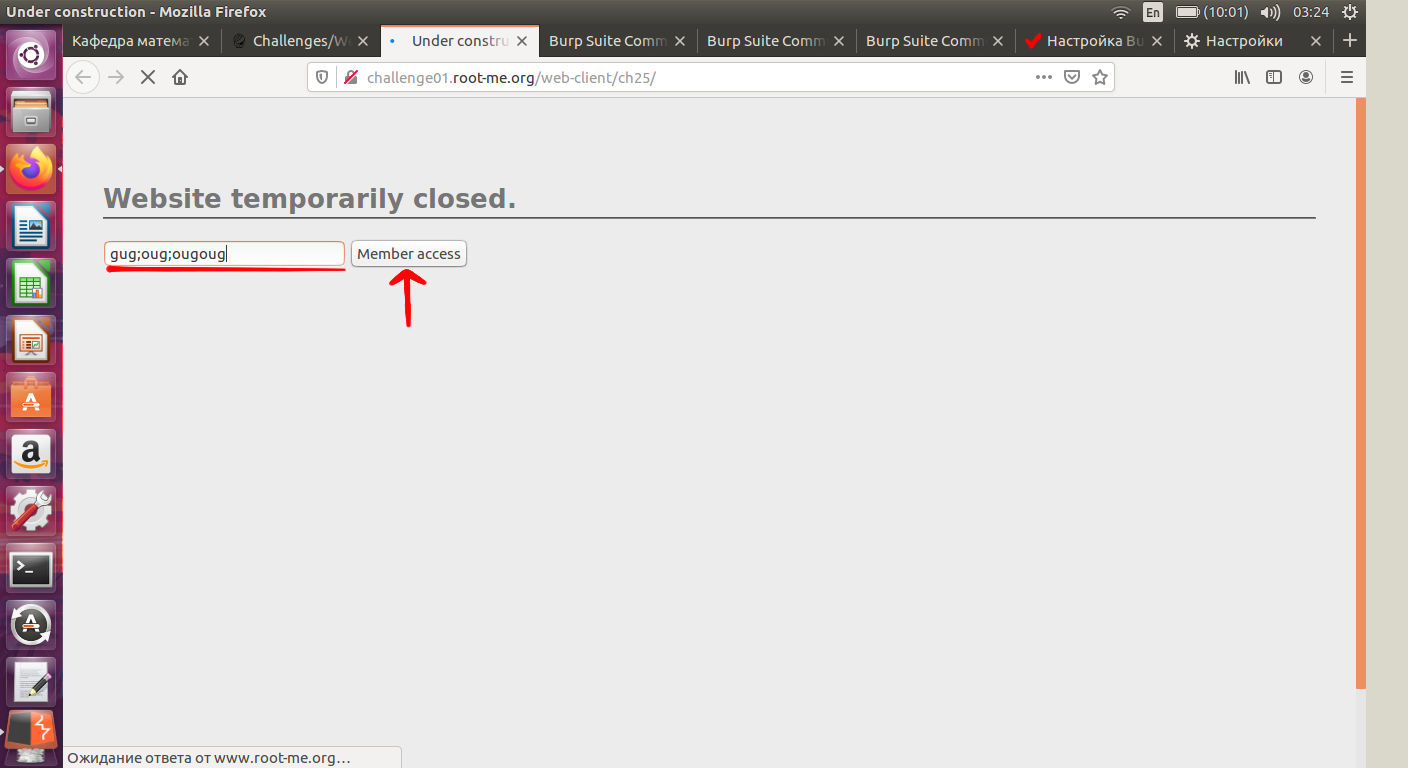 Under construction - Mozilla Firefox
En
(10:01)
03:24
Кафедра матема
Challenges/We
Under constru
Burp Suite Comm
Burp Suite Comm
Burp Suite Comm
Настройка Bu
Настройки
challenge01.root-me.org/web-client/ch25/
Website temporarily closed.
gug;oug;ougoug
Member access
Ожидание ответа от www.root-me.org…